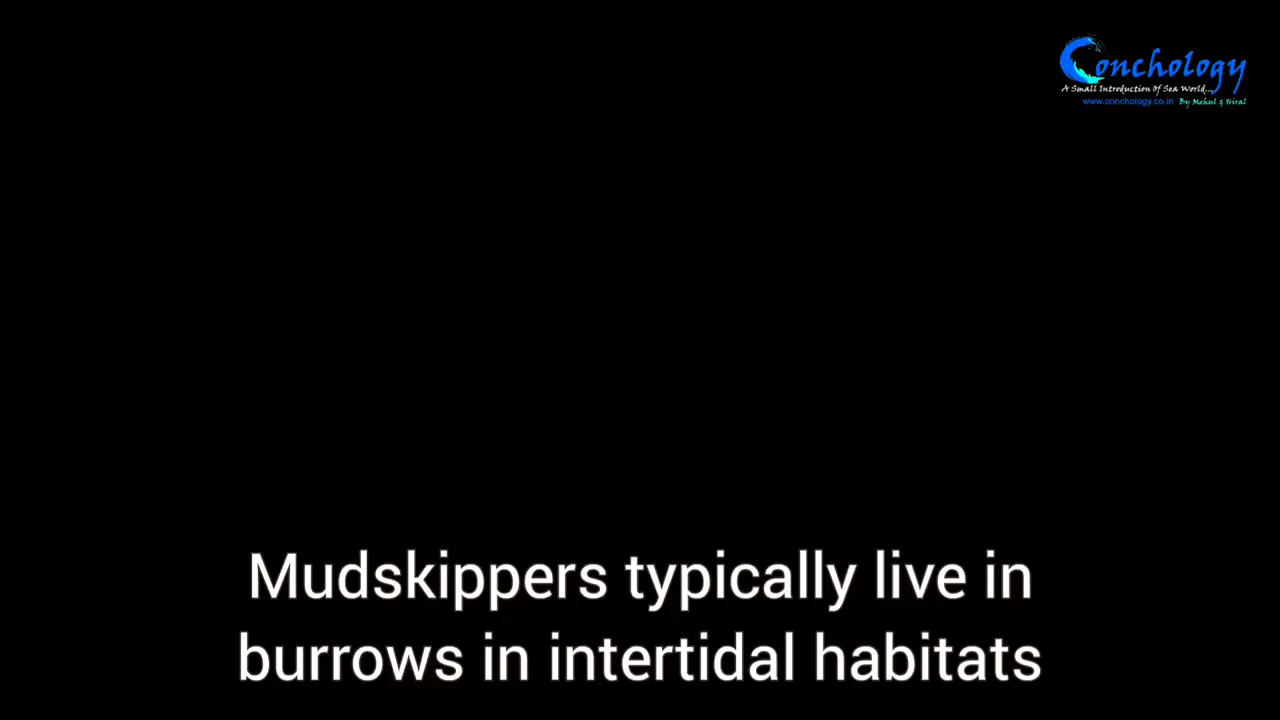 Conchology
A Small Introduction Of Sea World...
www.conchology.co.in By Mehul & Hiral
Mudskippers typically live in
burrows in intertidal habitats